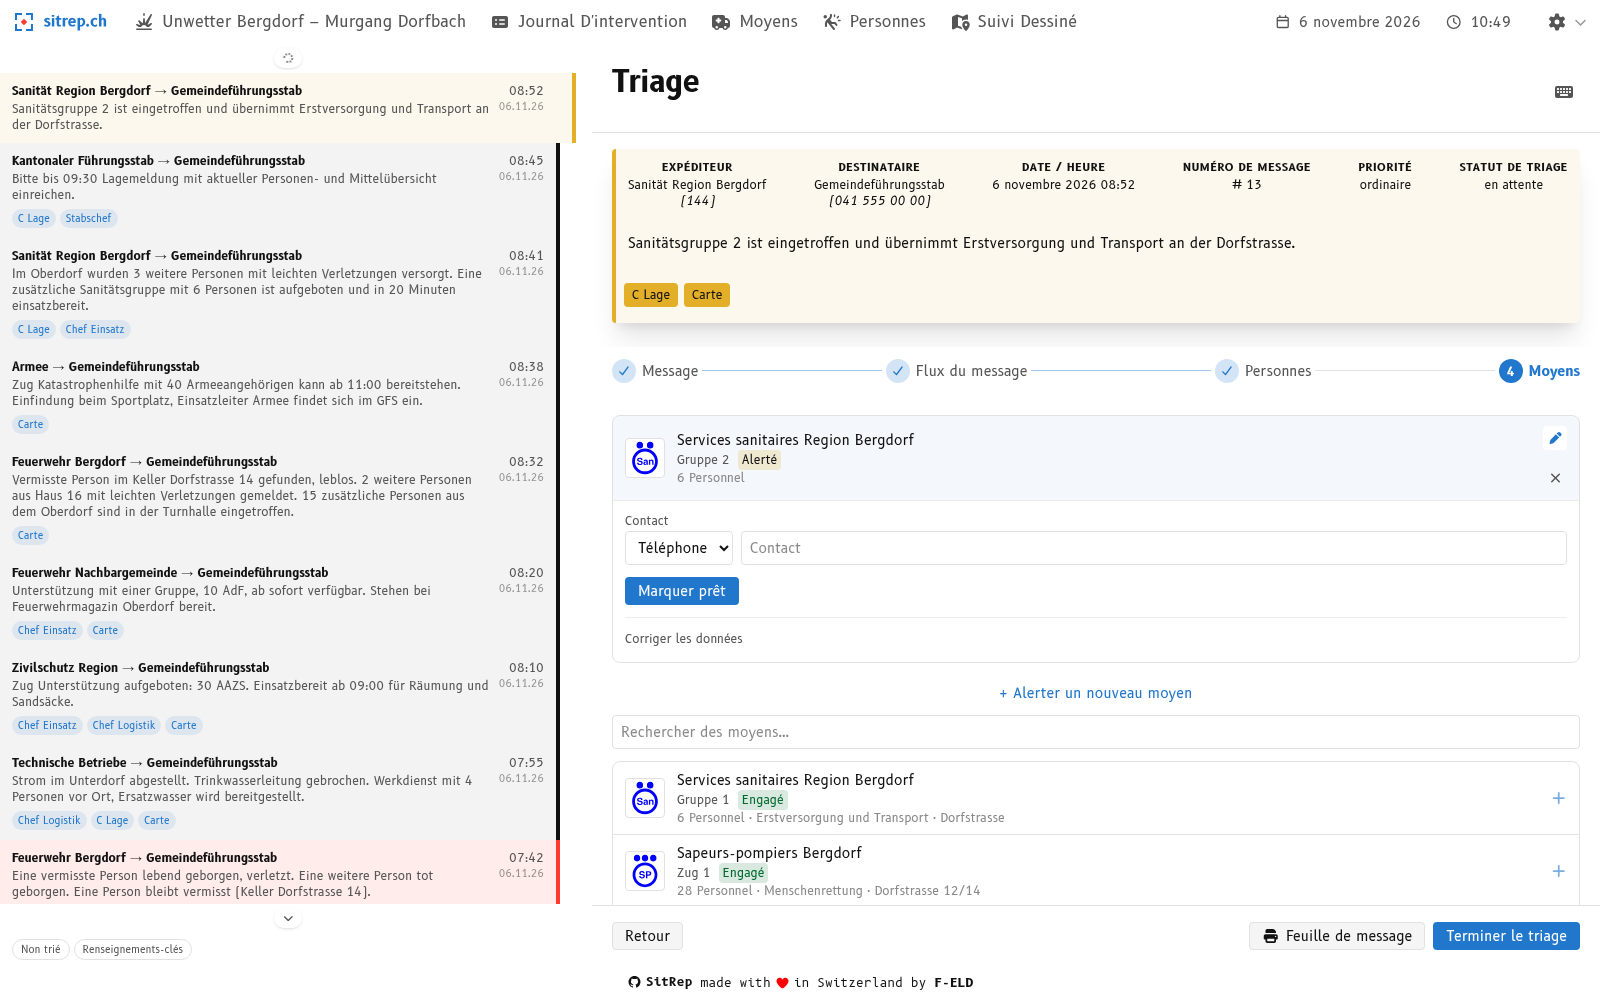 sitrep.ch
Unwetter Bergdorf – Murgang Dorfbach
Journal D'intervention
Moyens
Personnes
Suivi Dessiné
6 novembre 2026
10:49
Sanität Region Bergdorf → Gemeindeführungsstab
08:52
Sanitätsgruppe 2 ist eingetroffen und übernimmt Erstversorgung und Transport an
06.11.26
der Dorfstrasse.
Kantonaler Führungsstab → Gemeindeführungsstab
08:45
Bitte bis 09:30 Lagemeldung mit aktueller Personen- und Mittelübersicht
06.11.26
einreichen.
C Lage
Stabschef
Sanität Region Bergdorf → Gemeindeführungsstab
08:41
Im Oberdorf wurden 3 weitere Personen mit leichten Verletzungen versorgt. Eine
06.11.26
zusätzliche Sanitätsgruppe mit 6 Personen ist aufgeboten und in 20 Minuten
einsatzbereit.
C Lage
Chef Einsatz
Armee → Gemeindeführungsstab
08:38
Zug Katastrophenhilfe mit 40 Armeeangehörigen kann ab 11:00 bereitstehen.
06.11.26
Einfindung beim Sportplatz, Einsatzleiter Armee findet sich im GFS ein.
Carte
Feuerwehr Bergdorf → Gemeindeführungsstab
08:32
Vermisste Person im Keller Dorfstrasse 14 gefunden, leblos. 2 weitere Personen
06.11.26
aus Haus 16 mit leichten Verletzungen gemeldet. 15 zusätzliche Personen aus
dem Oberdorf sind in der Turnhalle eingetroffen.
Carte
Feuerwehr Nachbargemeinde → Gemeindeführungsstab
08:20
Unterstützung mit einer Gruppe, 10 AdF, ab sofort verfügbar. Stehen bei
06.11.26
Feuerwehrmagazin Oberdorf bereit.
Chef Einsatz
Carte
Zivilschutz Region → Gemeindeführungsstab
08:10
Zug Unterstützung aufgeboten: 30 AAZS. Einsatzbereit ab 09:00 für Räumung und
06.11.26
Sandsäcke.
Chef Einsatz
Chef Logistik
Carte
Technische Betriebe → Gemeindeführungsstab
07:55
Strom im Unterdorf abgestellt. Trinkwasserleitung gebrochen. Werkdienst mit 4
06.11.26
Personen vor Ort, Ersatzwasser wird bereitgestellt.
Chef Logistik
C Lage
Carte
Feuerwehr Bergdorf → Gemeindeführungsstab
07:42
Eine vermisste Person lebend geborgen, verletzt. Eine weitere Person tot
06.11.26
geborgen. Eine Person bleibt vermisst (Keller Dorfstrasse 14).
Non trié
Renseignements-clés
Triage
EXPÉDITEUR
Sanität Region Bergdorf
(144)
DESTINATAIRE
Gemeindeführungsstab
(041 555 00 00)
DATE / HEURE
6 novembre 2026 08:52
NUMÉRO DE MESSAGE
# 13
PRIORITÉ
ordinaire
STATUT DE TRIAGE
en attente
Sanitätsgruppe 2 ist eingetroffen und übernimmt Erstversorgung und Transport an der Dorfstrasse.
C Lage
Carte
Message
Flux du message
Personnes
4 Moyens
San
Services sanitaires Region Bergdorf
Gruppe 2 Alerté
6 Personnel
Contact
Téléphone
Contact
Marquer prêt
Corriger les données
+ Alerter un nouveau moyen
Rechercher des moyens...
San
Services sanitaires Region Bergdorf
Gruppe 1 Engagé
6 Personnel · Erstversorgung und Transport · Dorfstrasse
SP
Sapeurs-pompiers Bergdorf
Zug 1 Engagé
28 Personnel · Menschenrettung · Dorfstrasse 12/14
Retour
Feuille de message
Terminer le triage
SitRep made with in Switzerland by F-ELD